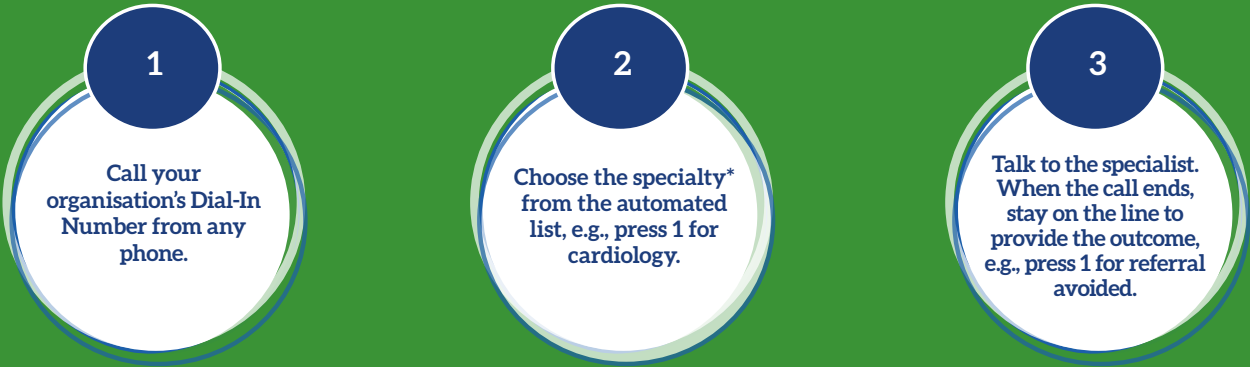 1
Call your
organisation's Dial-In
Number from any
phone.
2
Choose the specialty*
from the automated
list, e.g., press 1 for
cardiology.
3
Talk to the specialist.
When the call ends,
stay on the line to
provide the outcome,
e.g., press 1 for referral
avoided.